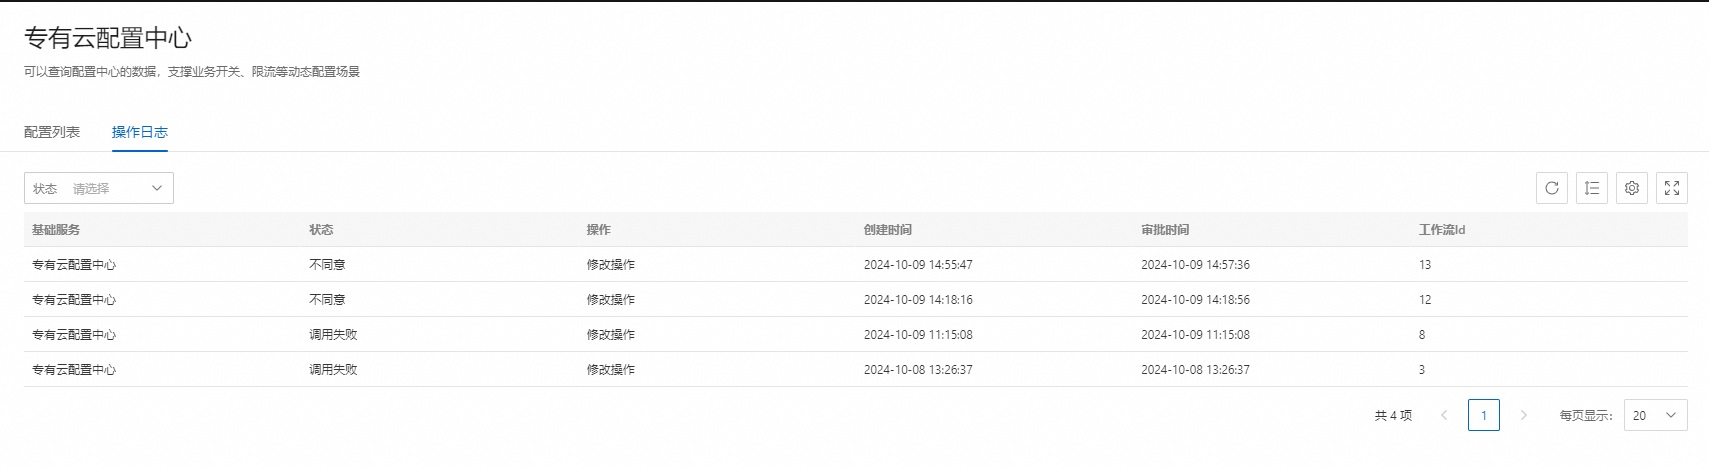 专有云配置中心
可以查询配置中心的数据，支撑业务开关、限流等动态配置场景
配置列表 操作日志
状态 请选择
基础服务 状态 操作 创建时间 审批时间 工作流Id
专有云配置中心 不同意 修改操作 2024-10-09 14:55:47 2024-10-09 14:57:36 13
专有云配置中心 不同意 修改操作 2024-10-09 14:18:16 2024-10-09 14:18:56 12
专有云配置中心 调用失败 修改操作 2024-10-09 11:15:08 2024-10-09 11:15:08 8
专有云配置中心 调用失败 修改操作 2024-10-08 13:26:37 2024-10-08 13:26:37 3
共 4 项 1 每页显示： 20